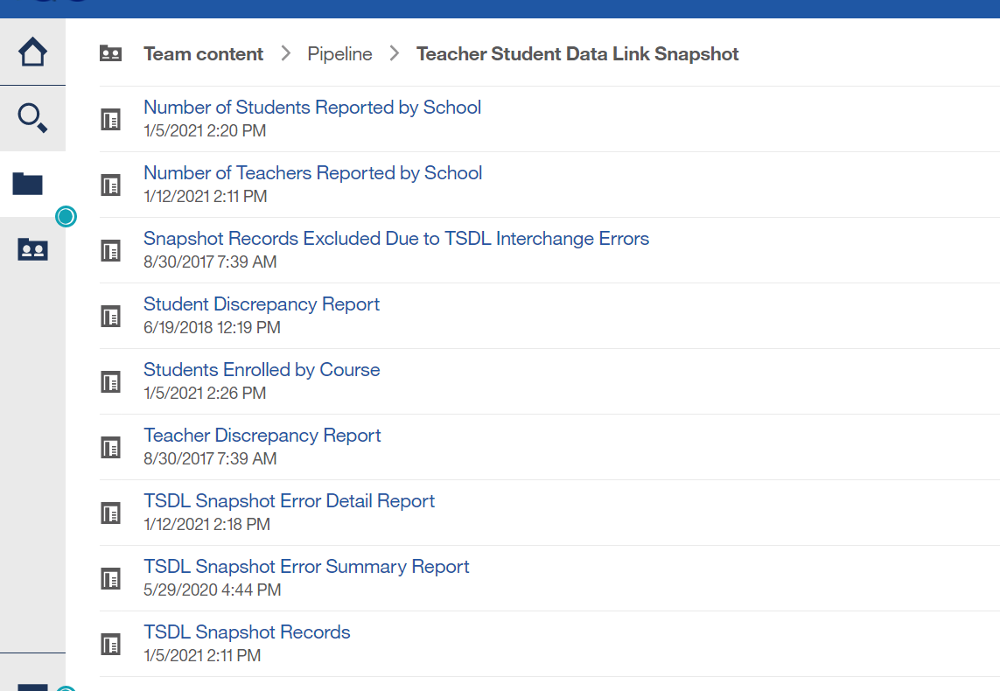 Team content > Pipeline > Teacher Student Data Link Snapshot
Number of Students Reported by School
1/5/2021 2:20 PM
Number of Teachers Reported by School
1/12/2021 2:11 PM
Snapshot Records Excluded Due to TSDL Interchange Errors
8/30/2017 7:39 AM
Student Discrepancy Report
6/19/2018 12:19 PM
Students Enrolled by Course
1/5/2021 2:26 PM
Teacher Discrepancy Report
8/30/2017 7:39 AM
TSDL Snapshot Error Detail Report
1/12/2021 2:18 PM
TSDL Snapshot Error Summary Report
5/29/2020 4:44 PM
TSDL Snapshot Records
1/5/2021 2:11 PM